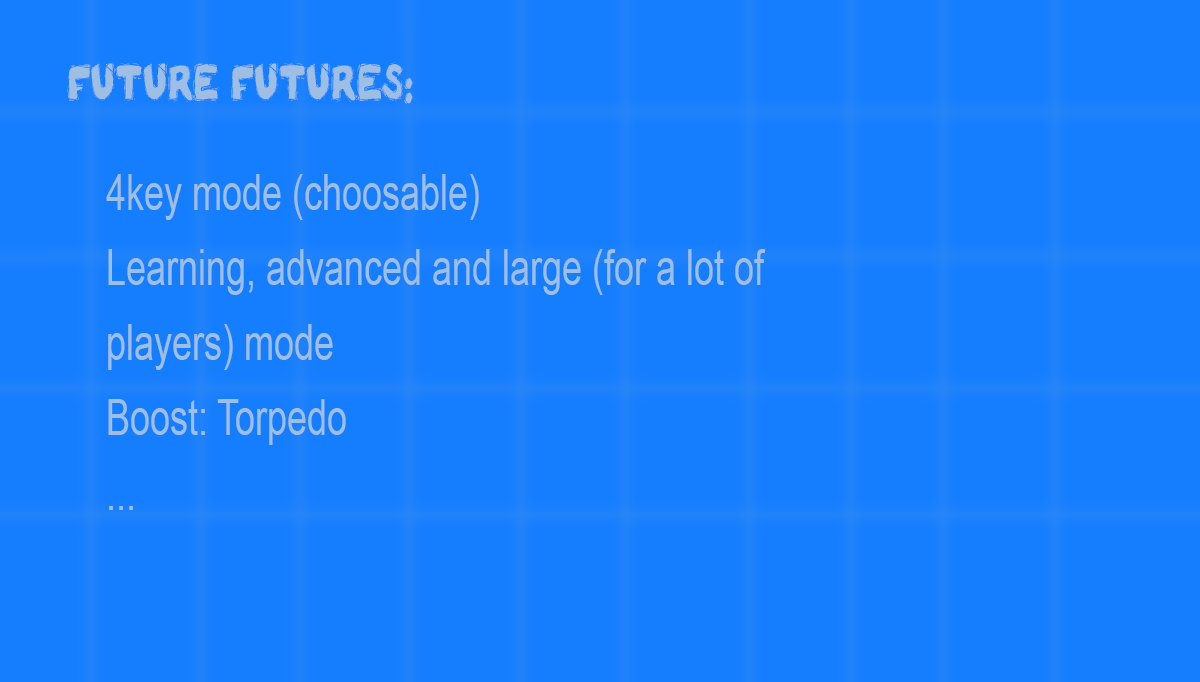 FUTURE FUTURES:
4key mode (choosable)
Learning, advanced and large (for a lot of
players) mode
Boost: Torpedo
...